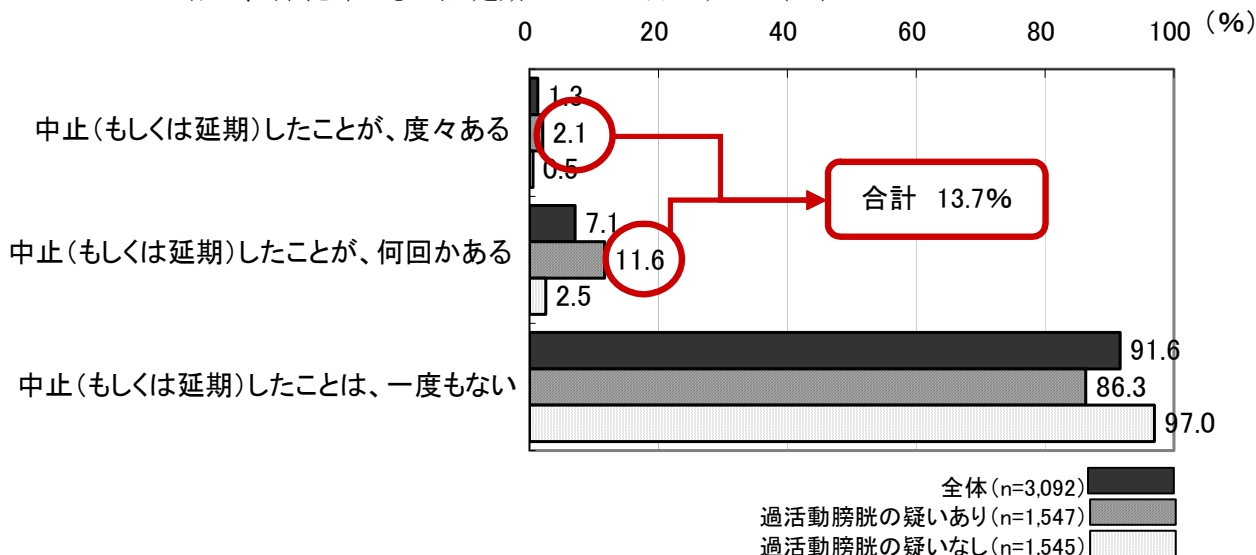 0 20 40 60 80 100 (%)
中止(もしくは延期)したことが、度々ある
1.3
2.1
0.5
合計 13.7%
中止(もしくは延期)したことが、何回かある
7.1
11.6
2.5
中止(もしくは延期)したことは、一度もない
91.6
86.3
97.0
全体(n=3,092)
過活動膀胱の疑いあり(n=1,547)
過活動膀胱の疑いなし(n=1,545)